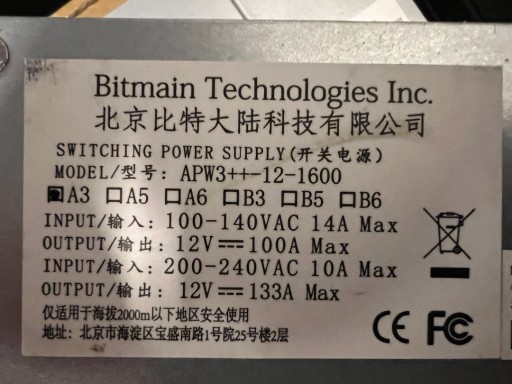 Bitmain Technologies Inc.
北京比特大陆科技有限公司
SWITCHING POWER SUPPLY(开关电源)
MODEL/型号: APW3++-12-1600
■A3 □A5 □A6 □B3 □B5 □B6
INPUT/输入: 100-140VAC 14A Max
OUTPUT/输出: 12V⎓100A Max
INPUT/输入: 200-240VAC 10A Max
OUTPUT/输出: 12V⎓133A Max
仅适用于海拔2000m以下地区安全使用
地址: 北京市海淀区宝盛南路1号院25号楼2层
CE FC